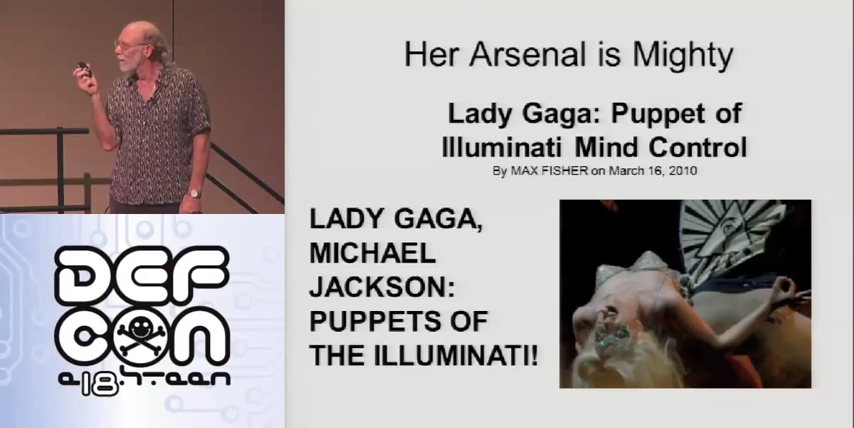 Her Arsenal is Mighty
Lady Gaga: Puppet of
Illuminati Mind Control
By MAX FISHER on March 16, 2010
LADY GAGA,
MICHAEL
JACKSON:
PUPPETS OF
THE ILLUMINATI!
DEF
CON
e18hteen